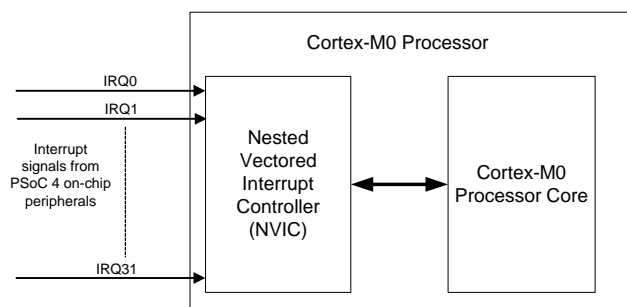 Cortex-M0 Processor
IRQ0
IRQ1
Interrupt
signals from
PSoC 4 on-chip
peripherals
IRQ31
Nested
Vectored
Interrupt
Controller
(NVIC)
Cortex-M0
Processor Core